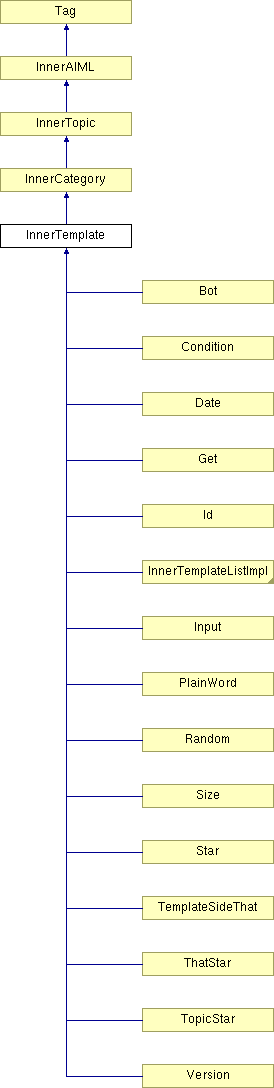 Tag
InnerAIML
InnerTopic
InnerCategory
InnerTemplate
Bot
Condition
Date
Get
Id
InnerTemplateListImpl
Input
PlainWord
Random
Size
Star
TemplateSideThat
ThatStar
TopicStar
Version